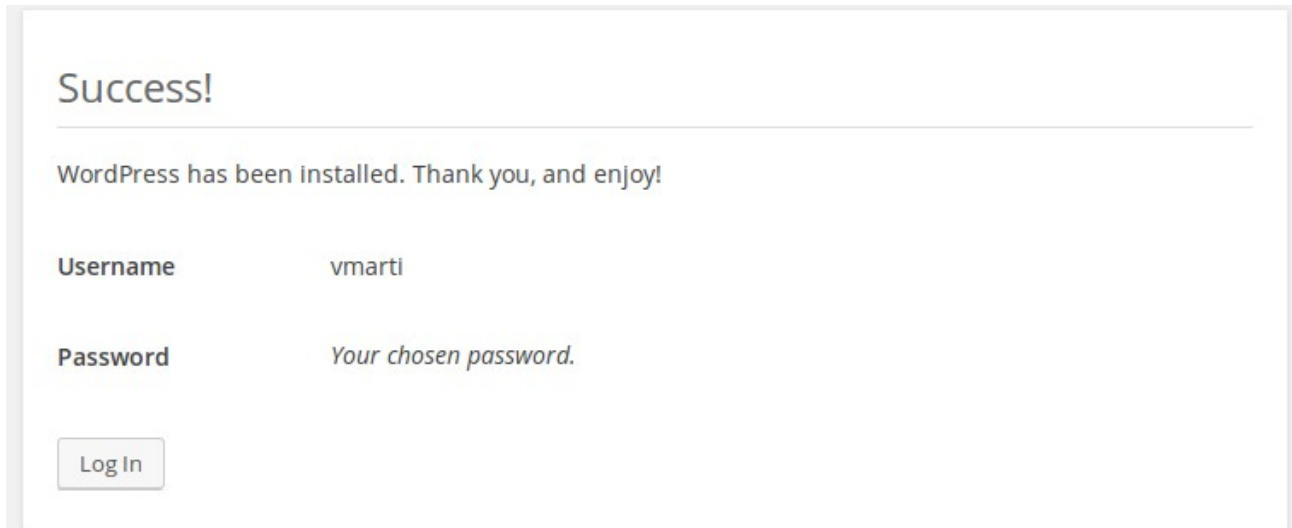 Success!
WordPress has been installed. Thank you, and enjoy!
Username vmarti
Password Your chosen password.
Log In